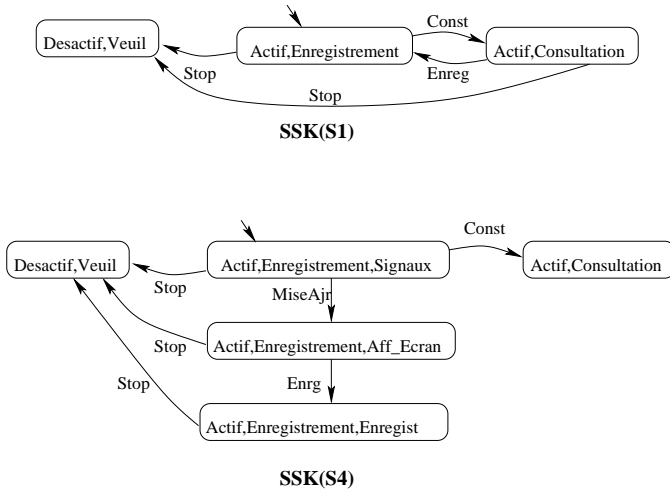 Const
Desactif,Veuil
Actif,Enregistrement
Actif,Consultation
Stop
Enreg
Stop
SSK(S1)
Const
Desactif,Veuil
Actif,Enregistrement,Signaux
Actif,Consultation
Stop
MiseAjr
Stop
Actif,Enregistrement,Aff_Ecran
Stop
Enrg
Actif,Enregistrement,Enregist
SSK(S4)